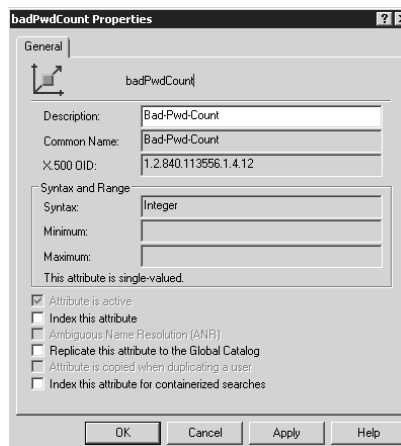 badPwdCount Properties
General
badPwdCount
Description: Bad-Pwd-Count
Common Name: Bad-Pwd-Count
X.500 OID: 1.2.840.113556.1.4.12
Syntax and Range
Syntax: Integer
Minimum:
Maximum:
This attribute is single-valued.
Attribute is active
Index this attribute
Ambiguous Name Resolution (ANR)
Replicate this attribute to the Global Catalog
Attribute is copied when duplicating a user
Index this attribute for containerized searches
OK Cancel Apply Help